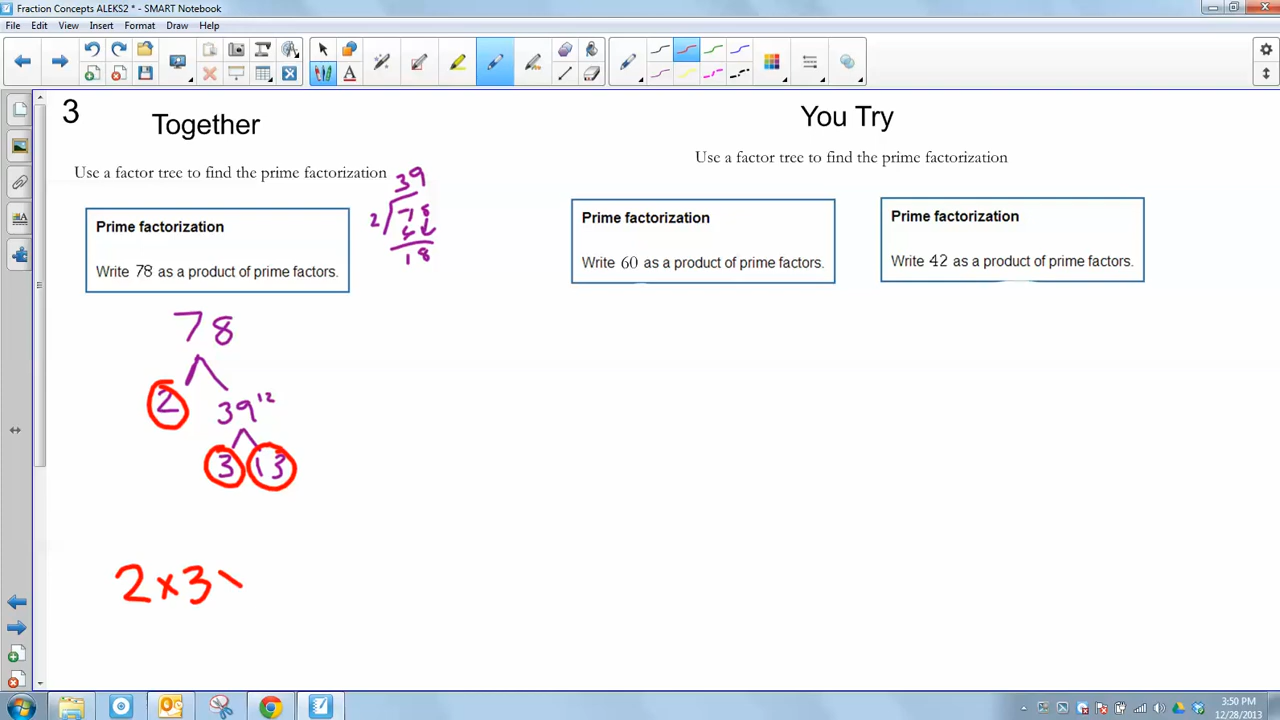 Fraction Concepts ALEKS2 * - SMART Notebook
File Edit View Insert Format Draw Help
3
Together
Use a factor tree to find the prime factorization
Prime factorization
Write 78 as a product of prime factors.
39
2 78
6
18
78
2 39 12
3 13
2 x 3
You Try
Use a factor tree to find the prime factorization
Prime factorization
Write 60 as a product of prime factors.
Prime factorization
Write 42 as a product of prime factors.
3:50 PM
12/28/2013